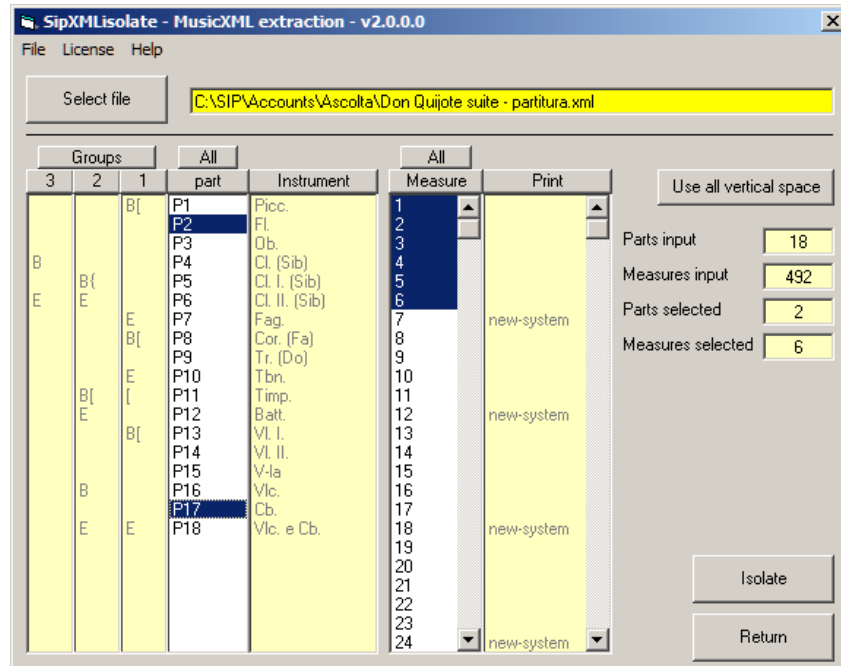 SipXMLisolate - MusicXML extraction - v2.0.0.0
File License Help
Select file C:\SIP\Accounts\Ascolta\Don Quijote suite - partitura.xml
Groups All All
3 2 1 part Instrument Measure Print Use all vertical space
B[ P1 Picc. 1
P2 Fl. 2
P3 Ob. 3 Parts input 18
B P4 Cl. (Sib) 4
B{ P5 Cl. I. (Sib) 5 Measures input 492
E E P6 Cl. II. (Sib) 6
E P7 Fag. 7 new-system Parts selected 2
B[ P8 Cor. (Fa) 8
P9 Tr. (Do) 9 Measures selected 6
E P10 Tbn. 10
B[ [ P11 Timp. 11
E P12 Batt. 12 new-system
B[ P13 Vl. I. 13
P14 Vl. II. 14
P15 V-la 15
B P16 Vlc. 16
P17 Cb. 17
E E P18 Vlc. e Cb. 18 new-system
19
20
21 Isolate
22
23
24 new-system Return